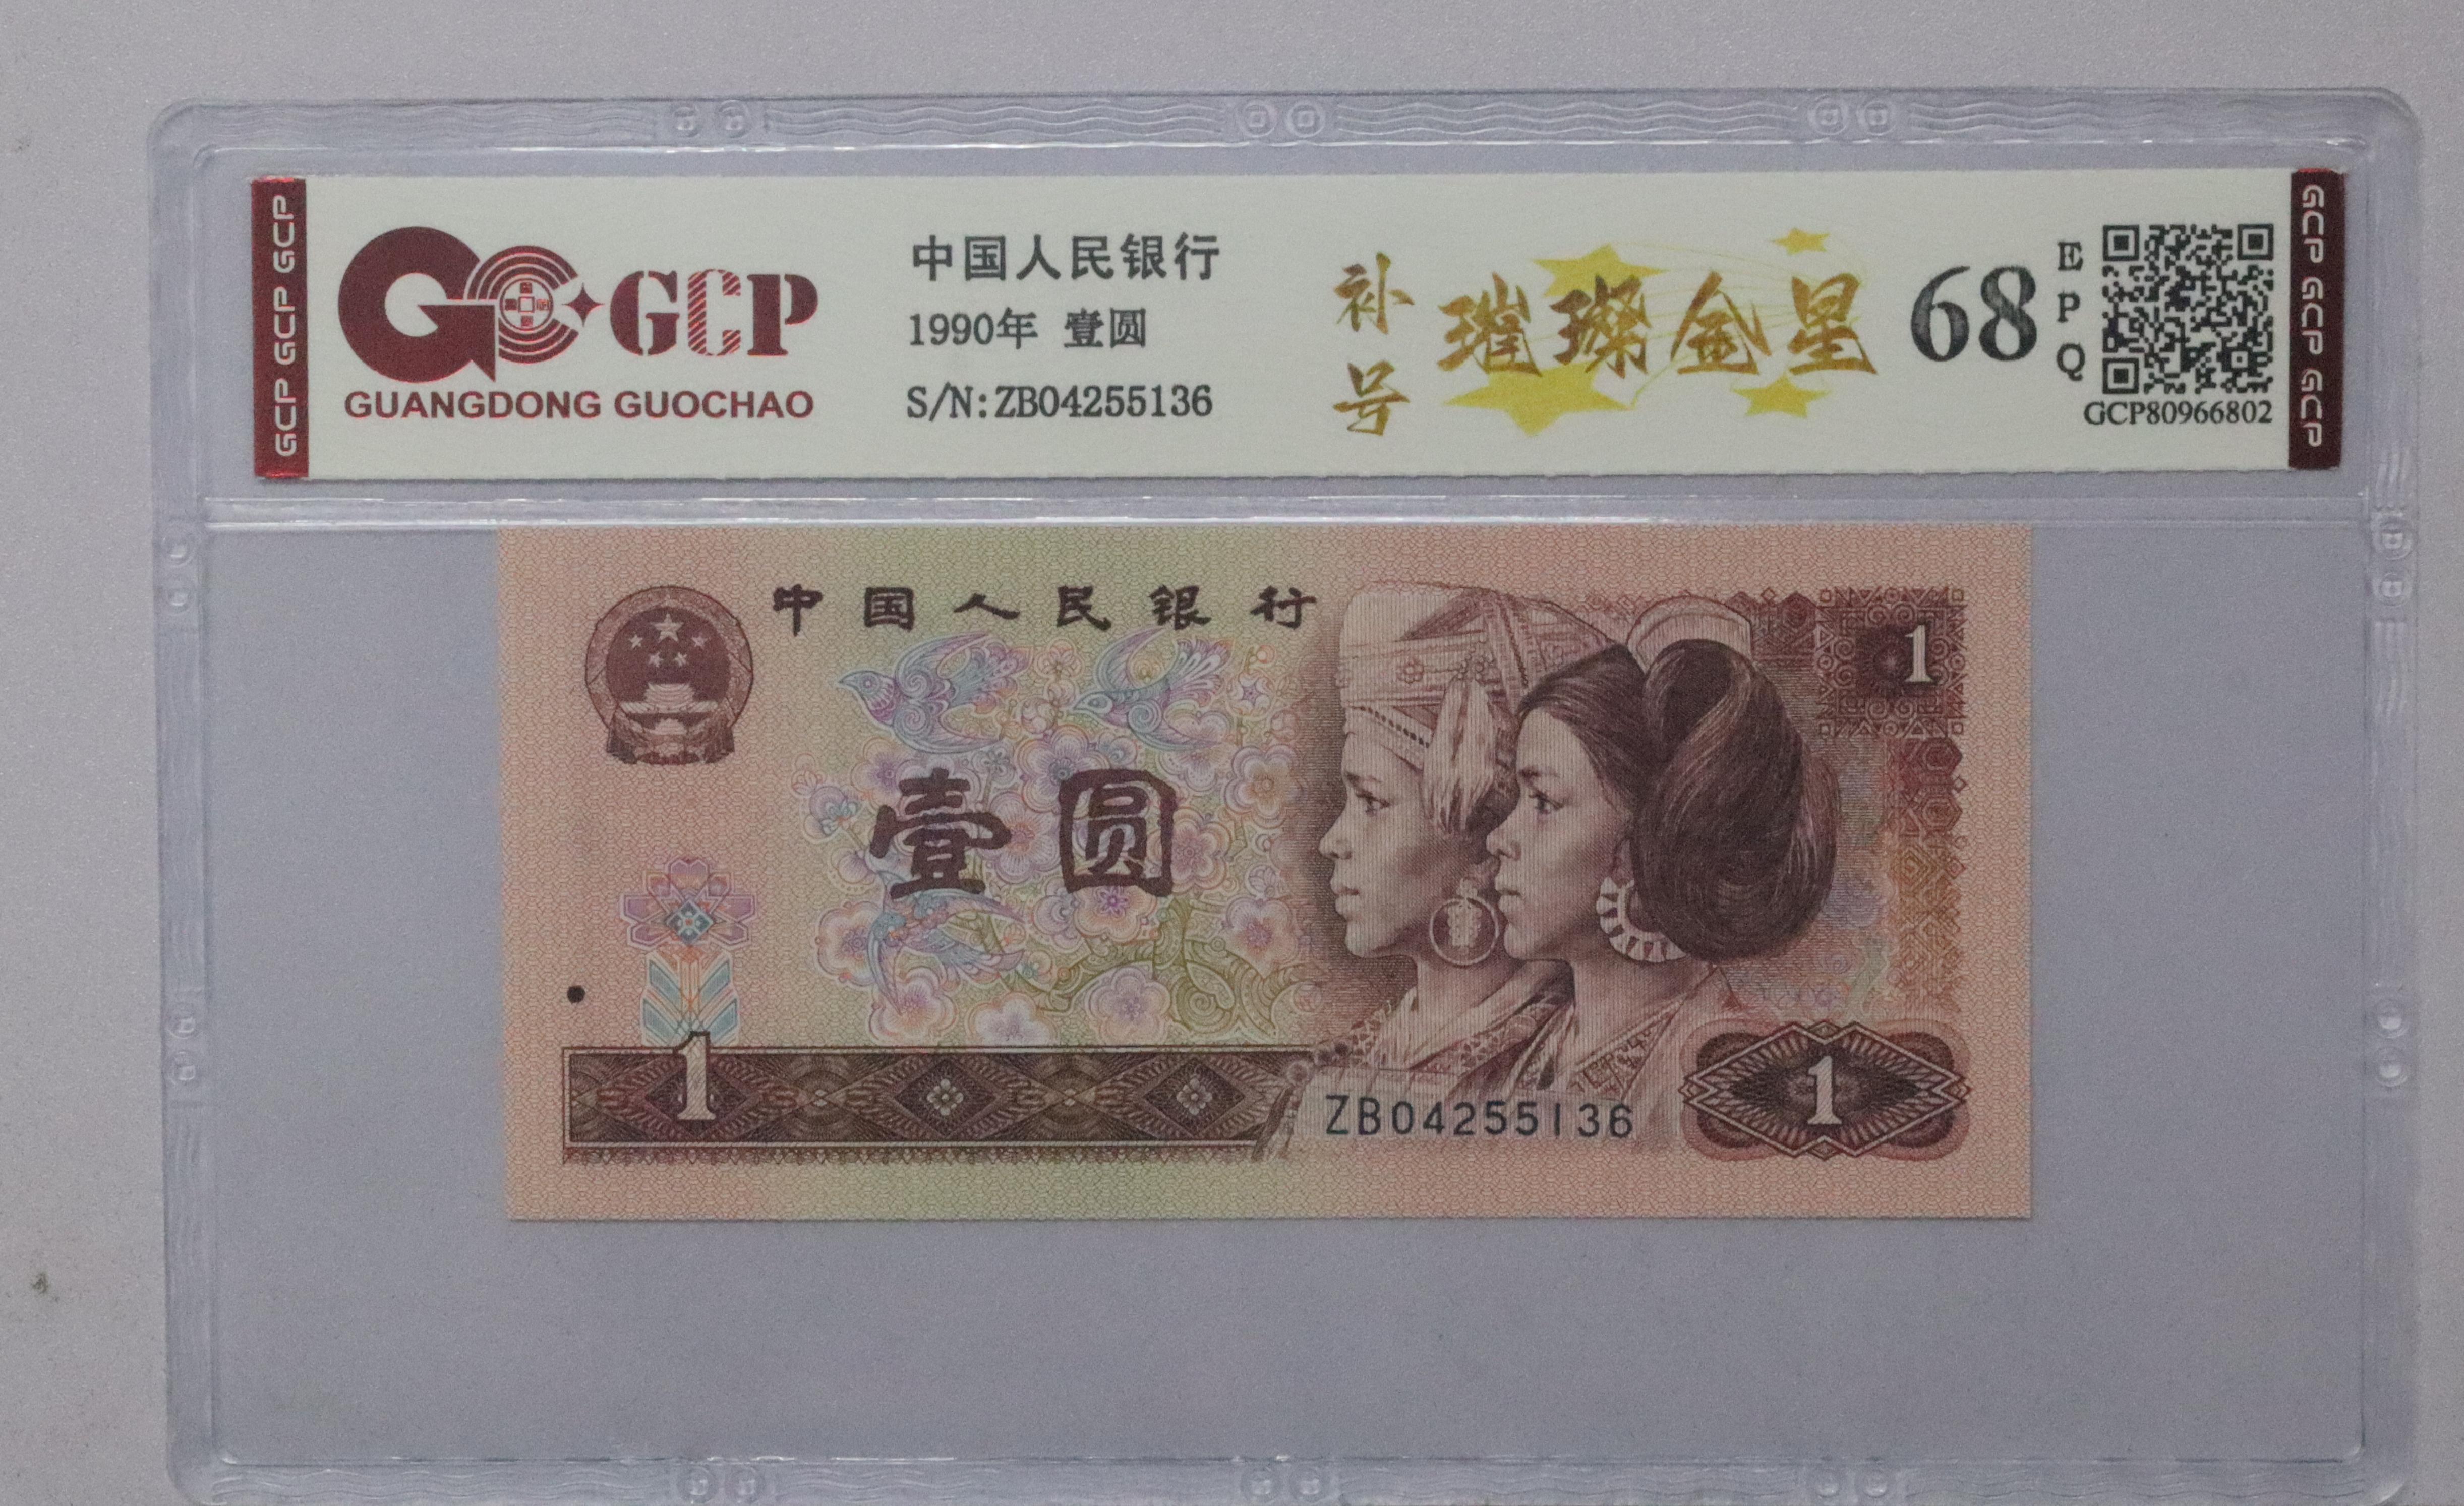 GCP GCP GCP
GCP
GUANGDONG GUOCHAO
中国人民银行
1990年 壹圆
S/N:ZB04255136
补号
璀璨金星
68
EPQ
GCP80966802
GCP GCP GCP
中国人民银行
1
壹圆
1
ZB04255136
1